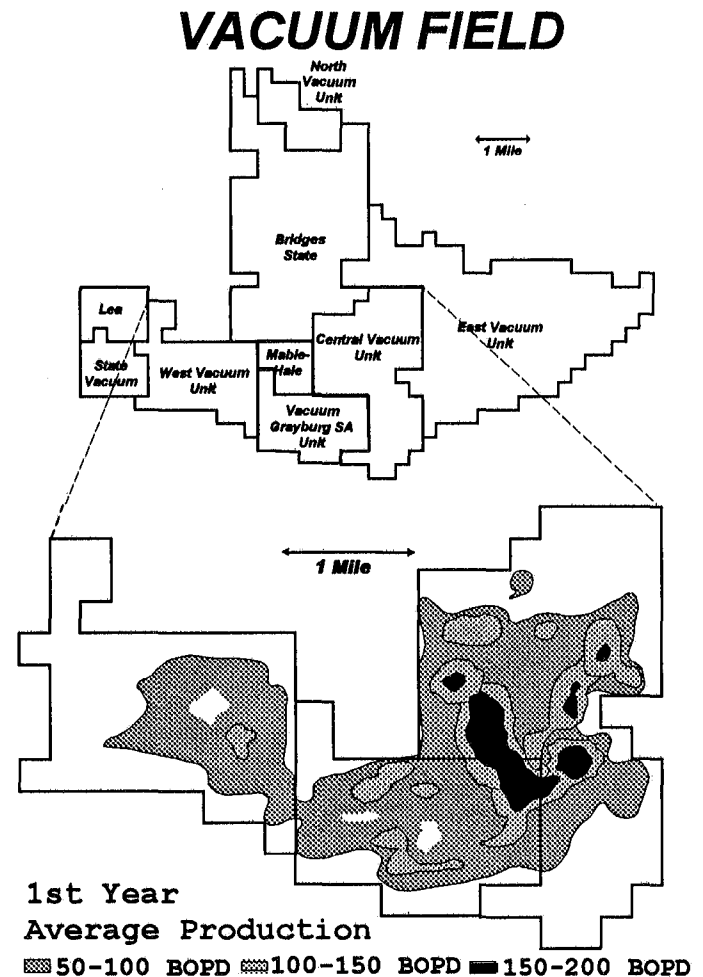 VACUUM FIELD
North
Vacuum
Unit
1 Mile
Bridges
State
Lea
East Vacuum
Unit
Central Vacuum
Unit
Mable-
Hale
State
Vacuum
West Vacuum
Unit
Vacuum
Grayburg SA
Unit
1 Mile
1st Year
Average Production
50-100 BOPD 100-150 BOPD 150-200 BOPD